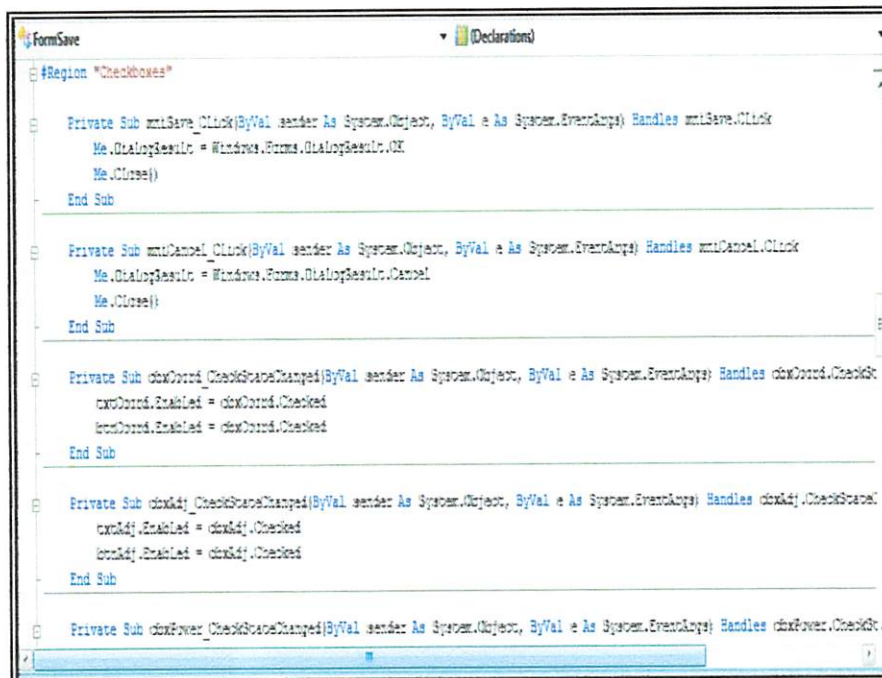 FormSave (Declarations)
#Region "Checkboxes"
Private Sub mniSave_Click(ByVal sender As System.Object, ByVal e As System.EventArgs) Handles mniSave.Click
Me.DialogResult = Windows.Forms.DialogResult.OK
Me.Close()
End Sub
Private Sub mniCancel_Click(ByVal sender As System.Object, ByVal e As System.EventArgs) Handles mniCancel.Click
Me.DialogResult = Windows.Forms.DialogResult.Cancel
Me.Close()
End Sub
Private Sub cbxCoord_CheckStateChanged(ByVal sender As System.Object, ByVal e As System.EventArgs) Handles cbxCoord.CheckSt
txtCoord.Enabled = cbxCoord.Checked
btnCoord.Enabled = cbxCoord.Checked
End Sub
Private Sub cbxAdj_CheckStateChanged(ByVal sender As System.Object, ByVal e As System.EventArgs) Handles cbxAdj.CheckStateC
txtAdj.Enabled = cbxAdj.Checked
btnAdj.Enabled = cbxAdj.Checked
End Sub
Private Sub cbxPower_CheckStateChanged(ByVal sender As System.Object, ByVal e As System.EventArgs) Handles cbxPower.CheckSt